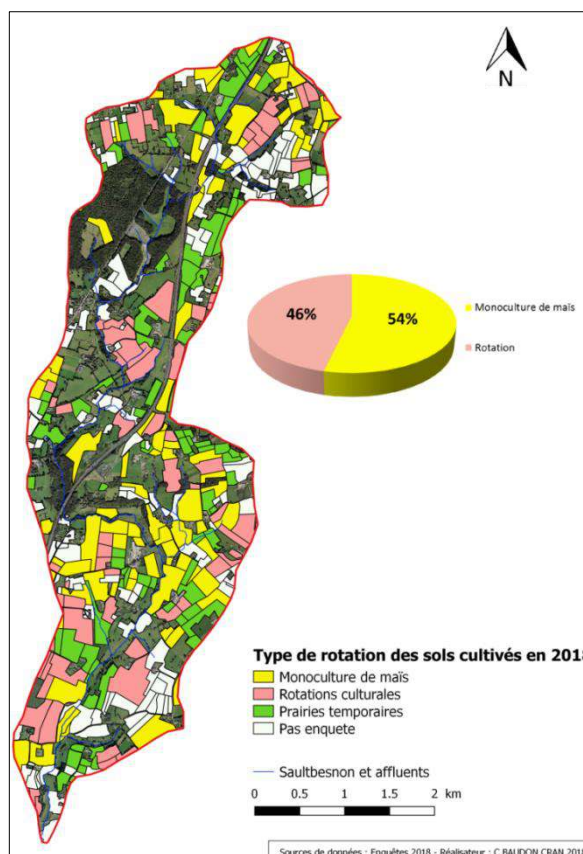 N
46%
54%
Monoculture de maïs
Rotation
Type de rotation des sols cultivés en 2018
Monoculture de maïs
Rotations culturales
Prairies temporaires
Pas enquete
Saultbesnon et affluents
0 0.5 1 1.5 2 km
Sources de données : Enquêtes 2018 - Réalisateur : C.BAUDON CRAN 2018